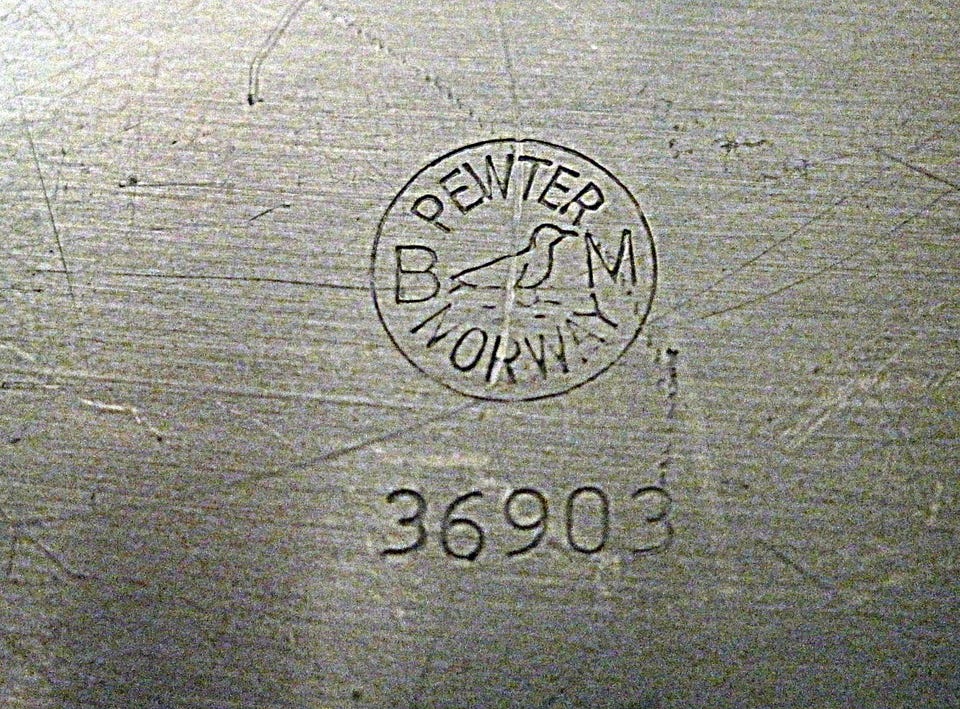 PEWTER
B M
NORWAY
36903